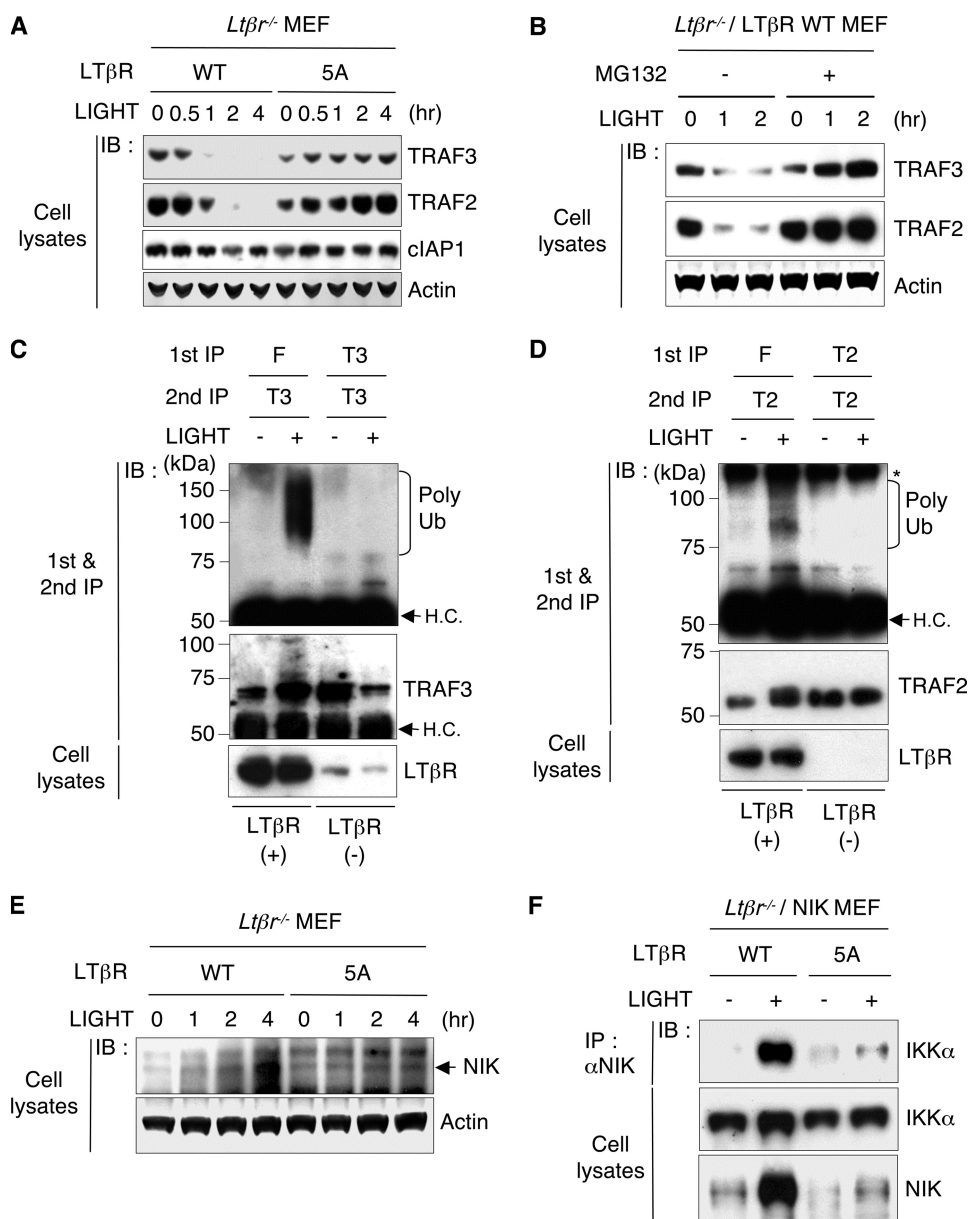 A
Ltβr-/- MEF
LTβR WT 5A
LIGHT 0 0.5 1 2 4 0 0.5 1 2 4 (hr)
IB :
TRAF3
TRAF2
Cell
lysates
cIAP1
Actin
B
Ltβr-/-/ LTβR WT MEF
MG132 - +
LIGHT 0 1 2 0 1 2 (hr)
IB :
TRAF3
Cell
lysates
TRAF2
Actin
C
1st IP F T3
2nd IP T3 T3
LIGHT - + - +
IB : (kDa)
150
100
75
50
Poly
Ub
H.C.
1st &
2nd IP
100
75
50
TRAF3
H.C.
Cell
lysates
LTβR
LTβR
(+)
LTβR
(-)
D
1st IP F T2
2nd IP T2 T2
LIGHT - + - +
IB : (kDa)
*
100
75
50
Poly
Ub
H.C.
1st &
2nd IP
75
50
TRAF2
Cell
lysates
LTβR
LTβR
(+)
LTβR
(-)
E
Ltβr-/- MEF
LTβR WT 5A
LIGHT 0 1 2 4 0 1 2 4 (hr)
IB :
NIK
Cell
lysates
Actin
F
Ltβr-/-/ NIK MEF
LTβR WT 5A
LIGHT - + - +
IB :
IP :
αNIK
IKKα
IKKα
Cell
lysates
NIK